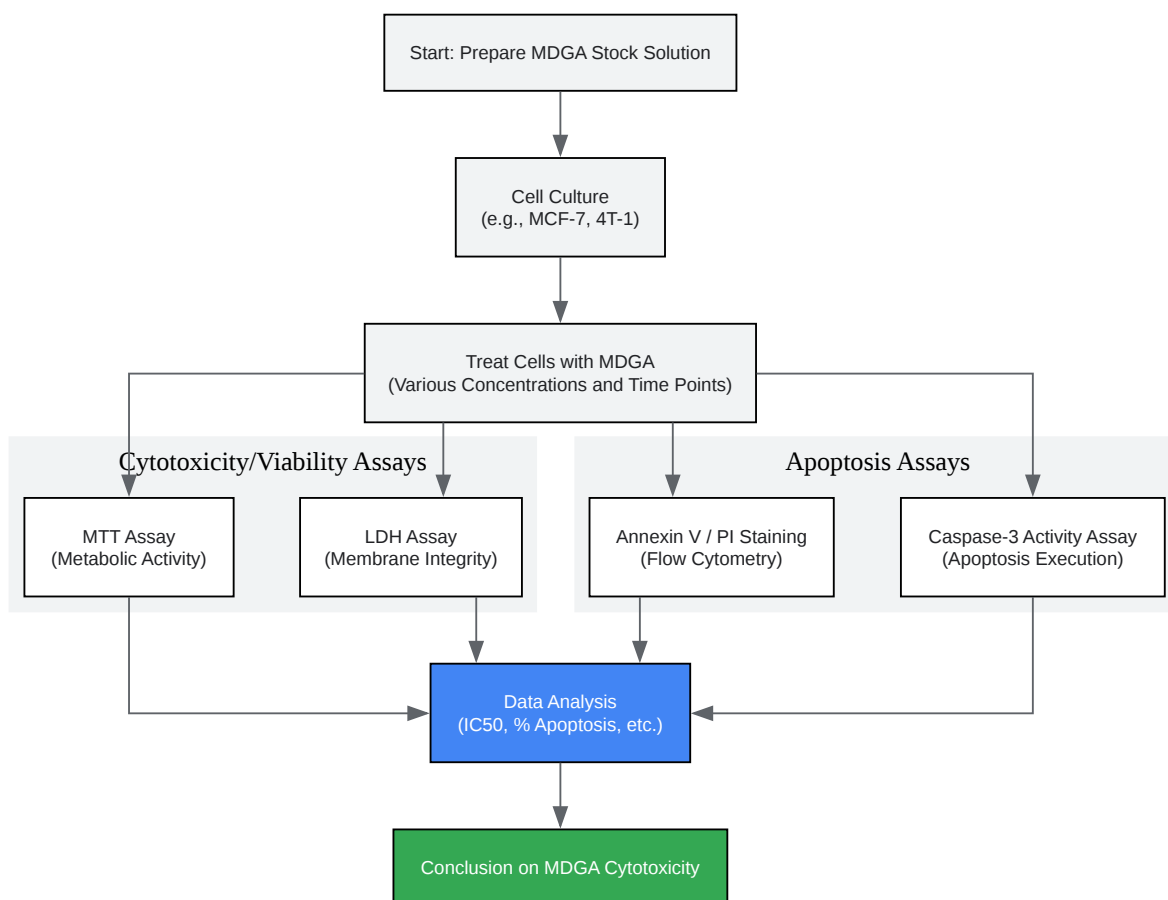 Start: Prepare MDGA Stock Solution
Cell Culture
(e.g., MCF-7, 4T-1)
Treat Cells with MDGA
(Various Concentrations and Time Points)
Cytotoxicity/Viability Assays
MTT Assay
(Metabolic Activity)
LDH Assay
(Membrane Integrity)
Apoptosis Assays
Annexin V / PI Staining
(Flow Cytometry)
Caspase-3 Activity Assay
(Apoptosis Execution)
Data Analysis
(IC50, % Apoptosis, etc.)
Conclusion on MDGA Cytotoxicity